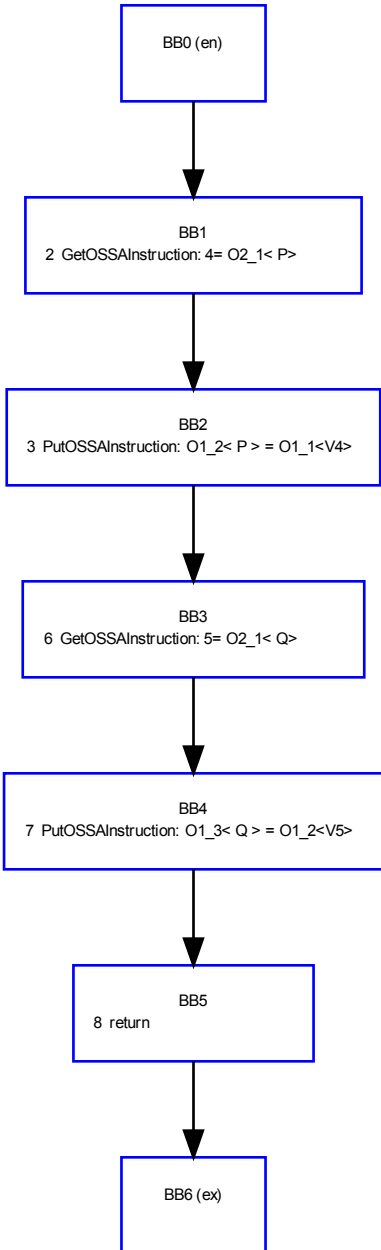 BB0 (en)
BB1
2 GetOSSAInstruction: 4= O2_1< P>
BB2
3 PutOSSAInstruction: O1_2< P > = O1_1<V4>
BB3
6 GetOSSAInstruction: 5= O2_1< Q>
BB4
7 PutOSSAInstruction: O1_3< Q > = O1_2<V5>
BB5
8 return
BB6 (ex)